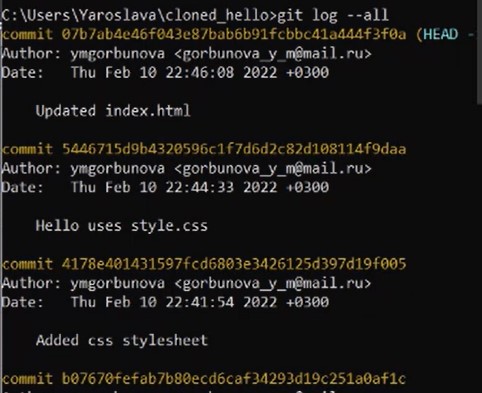 C:\Users\Yaroslava\cloned_hello>git log --all
commit 07b7ab4e46f043e87bab6b91fcbbc41a444f3f0a (HEAD -
Author: ymgorbunova <gorbunova_y_m@mail.ru>
Date:   Thu Feb 10 22:46:08 2022 +0300
Updated index.html
commit 5446715d9b4320596c1f7d6d2c82d108114f9daa
Author: ymgorbunova <gorbunova_y_m@mail.ru>
Date:   Thu Feb 10 22:44:33 2022 +0300
Hello uses style.css
commit 4178e401431597fcd6803e3426125d397d19f005
Author: ymgorbunova <gorbunova_y_m@mail.ru>
Date:   Thu Feb 10 22:41:54 2022 +0300
Added css stylesheet
commit b07670fefab7b80ecd6caf34293d19c251a0af1c